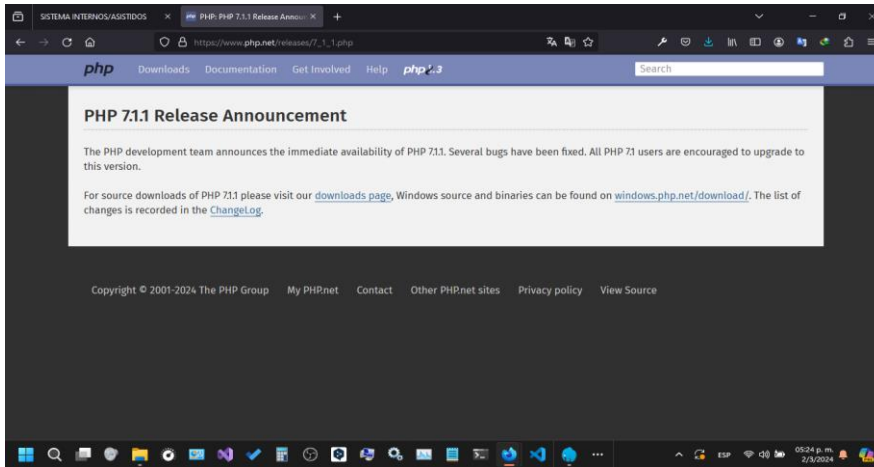 SISTEMA INTERNOS/ASISTIDOS
PHP: PHP 7.1.1 Release Announ
https://www.php.net/releases/7_1_1.php
php Downloads Documentation Get Involved Help php8.3 Search
PHP 7.1.1 Release Announcement
The PHP development team announces the immediate availability of PHP 7.1.1. Several bugs have been fixed. All PHP 7.1 users are encouraged to upgrade to
this version.
For source downloads of PHP 7.1.1 please visit our downloads page, Windows source and binaries can be found on windows.php.net/download/. The list of
changes is recorded in the ChangeLog.
Copyright © 2001-2024 The PHP Group My PHP.net Contact Other PHP.net sites Privacy policy View Source
ESP
05:24 p. m.
2/3/2024